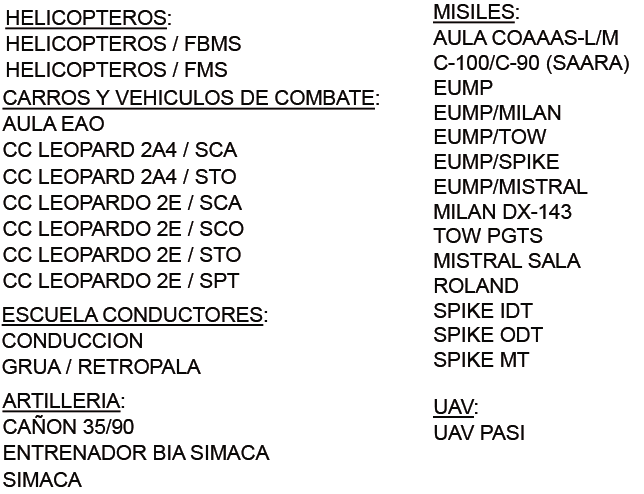 HELICOPTEROS:
HELICOPTEROS / FBMS
HELICOPTEROS / FMS
CARROS Y VEHICULOS DE COMBATE:
AULA EAO
CC LEOPARD 2A4 / SCA
CC LEOPARD 2A4 / STO
CC LEOPARDO 2E / SCA
CC LEOPARDO 2E / SCO
CC LEOPARDO 2E / STO
CC LEOPARDO 2E / SPT
ESCUELA CONDUCTORES:
CONDUCCION
GRUA / RETROPALA
ARTILLERIA:
CAÑON 35/90
ENTRENADOR BIA SIMACA
SIMACA
MISILES:
AULA COAAAS-L/M
C-100/C-90 (SAARA)
EUMP
EUMP/MILAN
EUMP/TOW
EUMP/SPIKE
EUMP/MISTRAL
MILAN DX-143
TOW PGTS
MISTRAL SALA
ROLAND
SPIKE IDT
SPIKE ODT
SPIKE MT
UAV:
UAV PASI